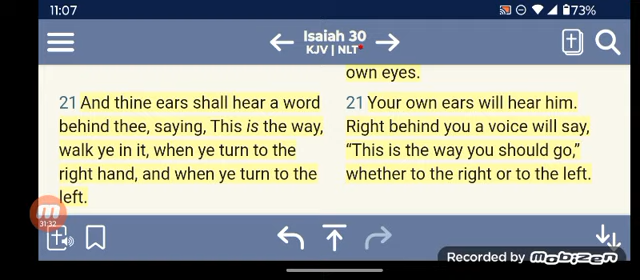 11:07
73%
Isaiah 30
KJV | NLT
own eyes.
21 And thine ears shall hear a word
behind thee, saying, This is the way,
walk ye in it, when ye turn to the
right hand, and when ye turn to the
left.
21 Your own ears will hear him.
Right behind you a voice will say,
“This is the way you should go,”
whether to the right or to the left.
31:32
Recorded by Mobizen